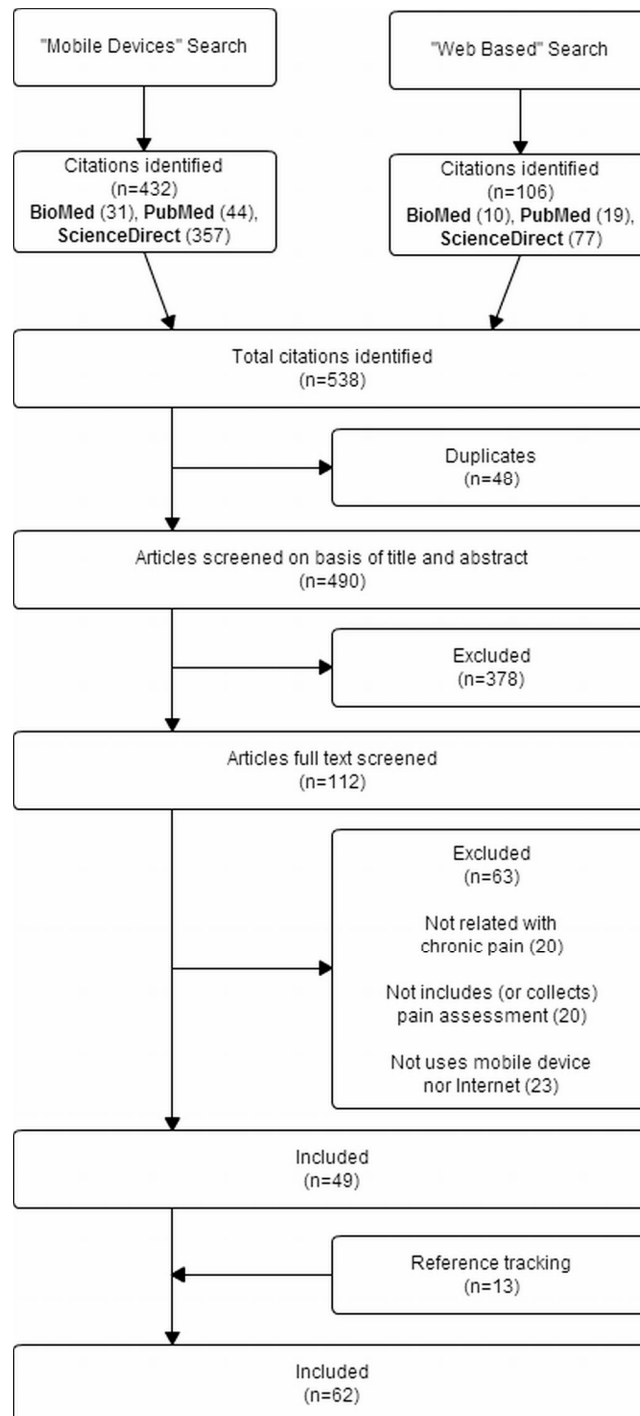 "Mobile Devices" Search
"Web Based" Search
Citations identified
(n=432)
BioMed (31), PubMed (44),
ScienceDirect (357)
Citations identified
(n=106)
BioMed (10), PubMed (19),
ScienceDirect (77)
Total citations identified
(n=538)
Duplicates
(n=48)
Articles screened on basis of title and abstract
(n=490)
Excluded
(n=378)
Articles full text screened
(n=112)
Excluded
(n=63)
Not related with
chronic pain (20)
Not includes (or collects)
pain assessment (20)
Not uses mobile device
nor Internet (23)
Included
(n=49)
Reference tracking
(n=13)
Included
(n=62)